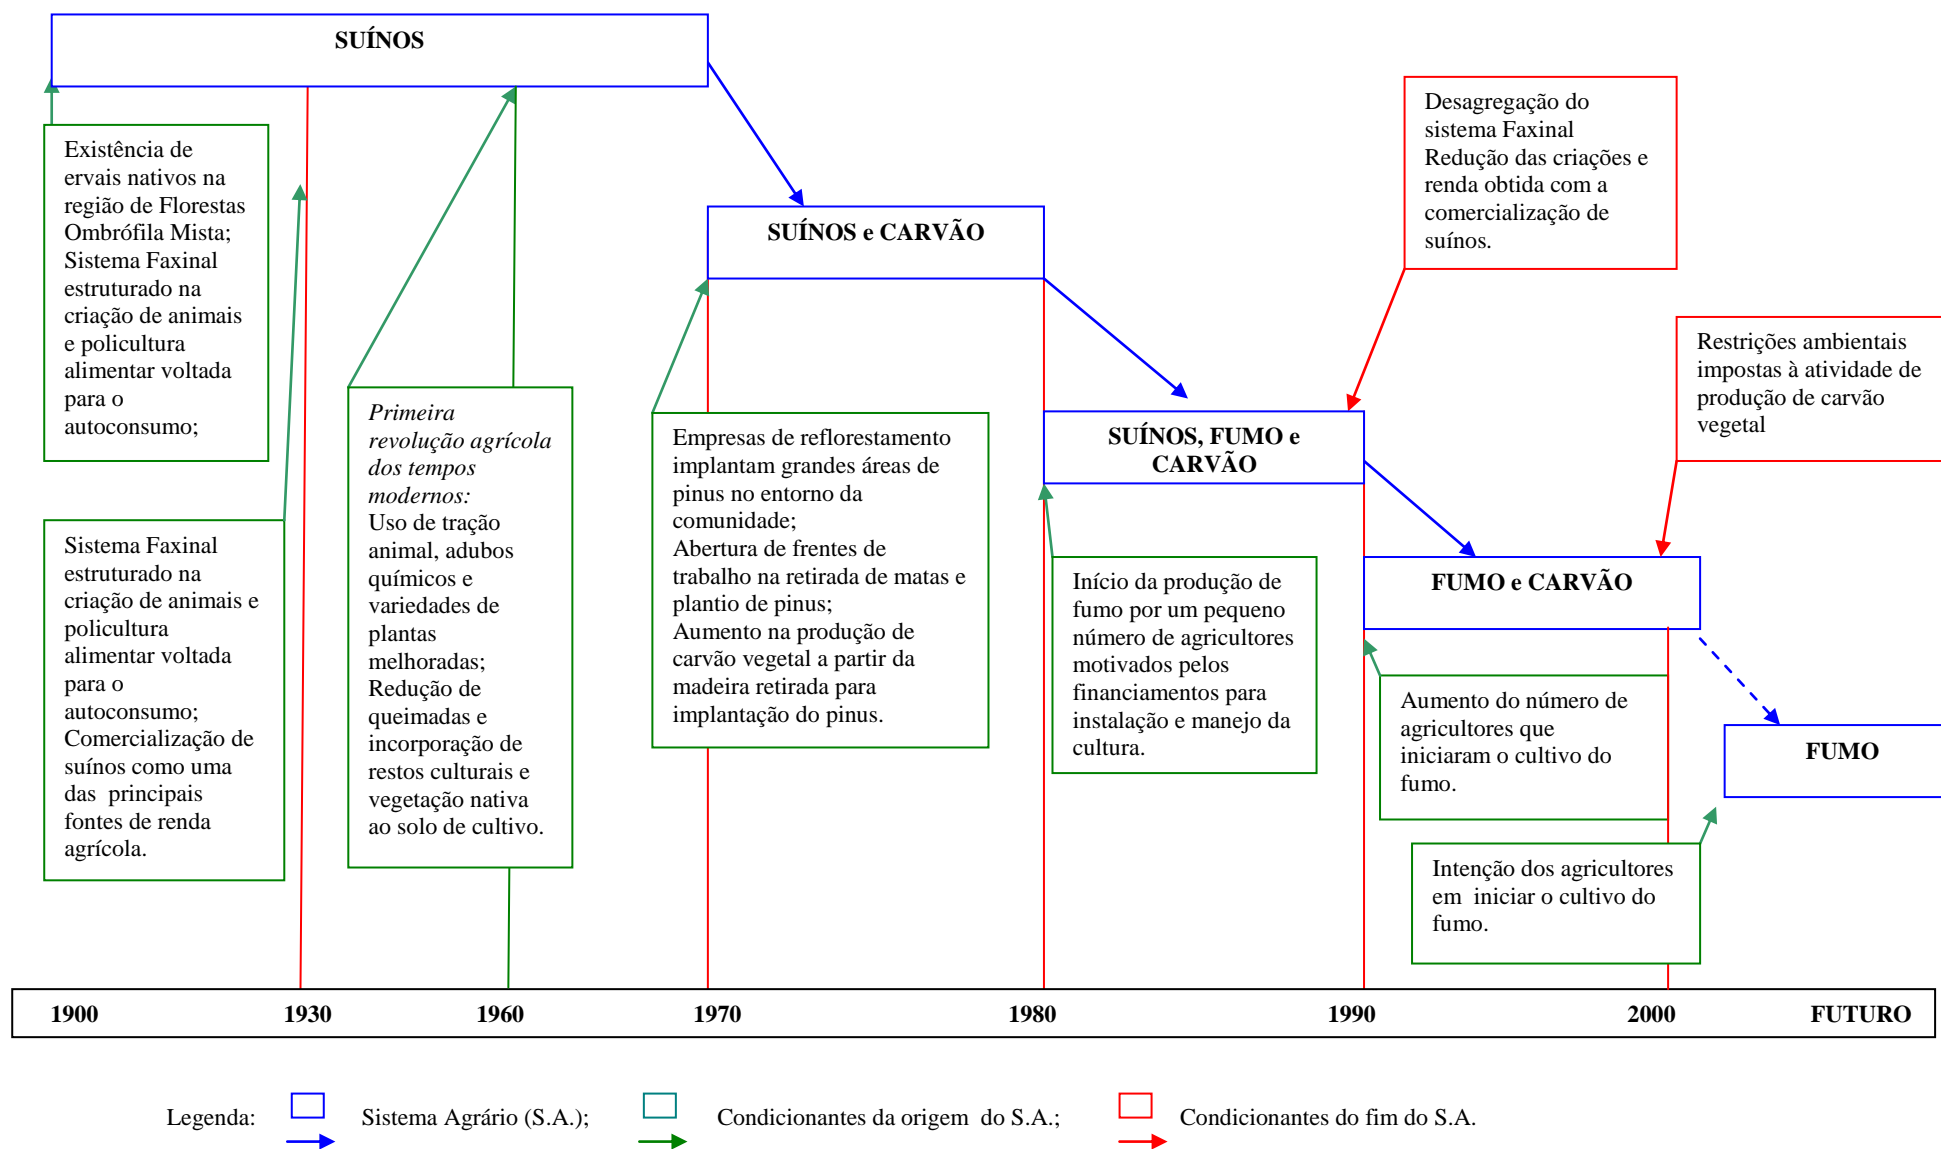 SUÍNOS
Existência de
ervais nativos na
região de Florestas
Ombrófila Mista;
Sistema Faxinal
estruturado na
criação de animais
e policultura
alimentar voltada
para o
autoconsumo;
Sistema Faxinal
estruturado na
criação de animais e
policultura
alimentar voltada
para o
autoconsumo;
Comercialização de
suínos como uma
das  principais
fontes de renda
agrícola.
Primeira
revolução agrícola
dos tempos
modernos:
Uso de tração
animal, adubos
químicos e
variedades de
plantas
melhoradas;
Redução de
queimadas e
incorporação de
restos culturais e
vegetação nativa
ao solo de cultivo.
SUÍNOS e CARVÃO
Empresas de reflorestamento
implantam grandes áreas de
pinus no entorno da
comunidade;
Abertura de frentes de
trabalho na retirada de matas e
plantio de pinus;
Aumento na produção de
carvão vegetal a partir da
madeira retirada para
implantação do pinus.
SUÍNOS, FUMO e
CARVÃO
Início da produção de
fumo por um pequeno
número de agricultores
motivados pelos
financiamentos para
instalação e manejo da
cultura.
Desagregação do
sistema Faxinal
Redução das criações e
renda obtida com a
comercialização de
suínos.
FUMO e CARVÃO
Aumento do número de
agricultores que
iniciaram o cultivo do
fumo.
Restrições ambientais
impostas à atividade de
produção de carvão
vegetal
FUMO
Intenção dos agricultores
em  iniciar o cultivo do
fumo.
1900 1930 1960 1970 1980 1990 2000 FUTURO
Legenda: Sistema Agrário (S.A.); Condicionantes da origem  do S.A.; Condicionantes do fim do S.A.